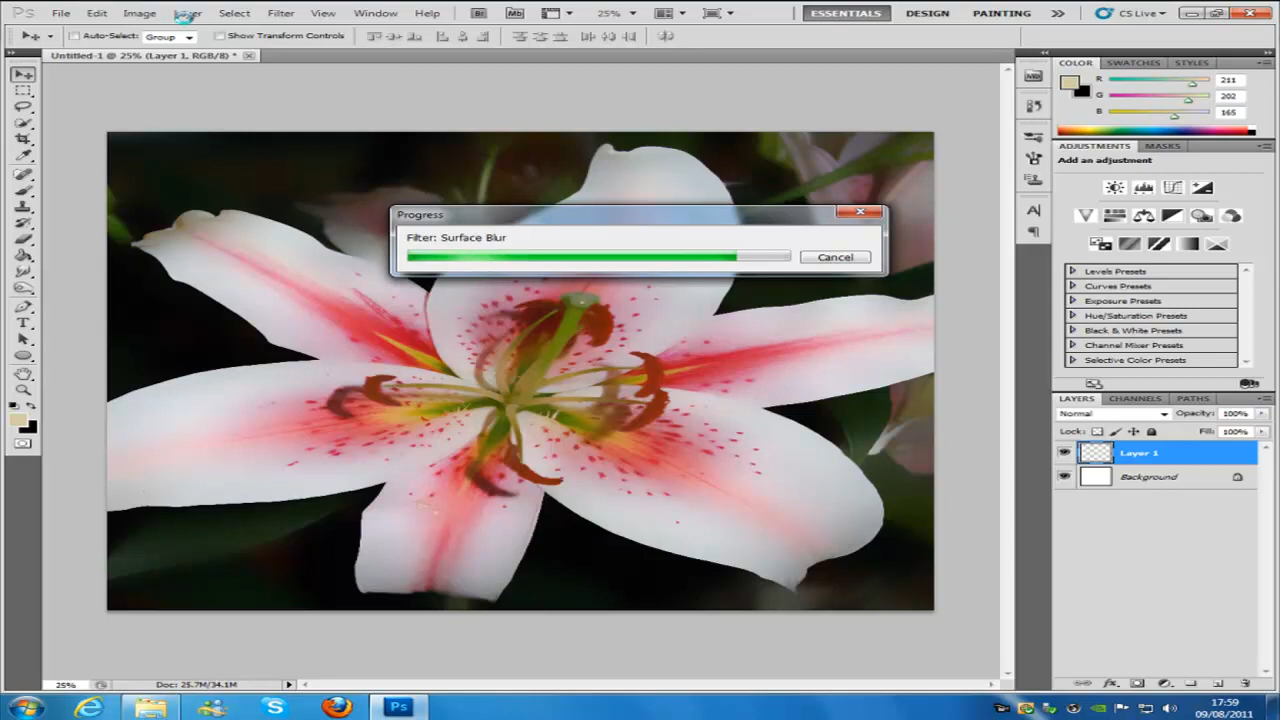 Ps File Edit Image Layer Select Filter View Window Help Br Mb 25% ESSENTIALS DESIGN PAINTING CS Live
Auto-Select: Group Show Transform Controls
Untitled-1 @ 25% (Layer 1, RGB/8) *
COLOR SWATCHES STYLES
R 211
G 202
B 165
ADJUSTMENTS MASKS
Add an adjustment
Progress
Filter: Surface Blur
Cancel
Levels Presets
Curves Presets
Exposure Presets
Hue/Saturation Presets
Black & White Presets
Channel Mixer Presets
Selective Color Presets
LAYERS CHANNELS PATHS
Normal Opacity: 100%
Lock: Fill: 100%
Layer 1
Background
25% Doc: 25.7M/34.1M
Ps
17:59
09/08/2011